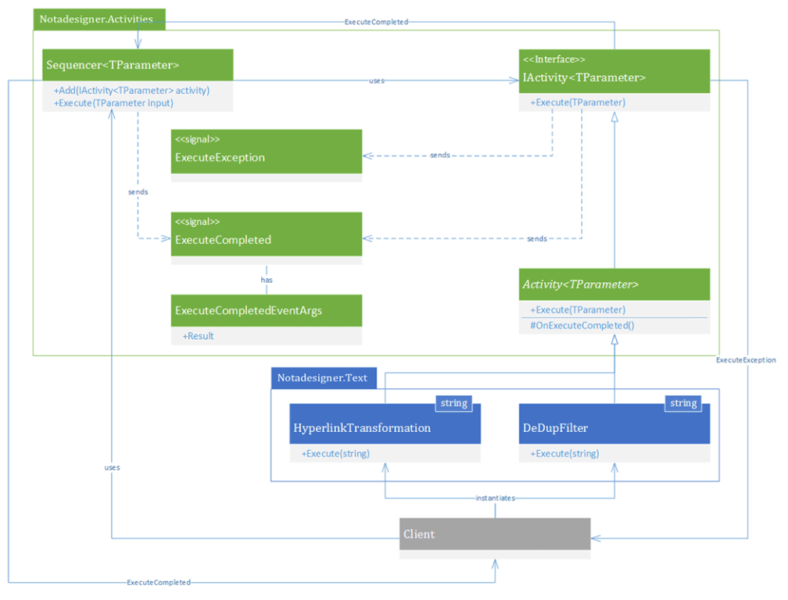 Notadesigner.Activities
ExecuteCompleted
Sequencer<TParameter>
+Add(IActivity<TParameter> activity)
+Execute(TParameter input)
uses
<<Interface>>
IActivity<TParameter>
+Execute(TParameter)
<<signal>>
ExecuteException
sends
sends
<<signal>>
ExecuteCompleted
sends
has
ExecuteCompletedEventArgs
+Result
Activity<TParameter>
+Execute(TParameter)
#OnExecuteCompleted()
ExecuteException
Notadesigner.Text
string
HyperlinkTransformation
+Execute(string)
string
DeDupFilter
+Execute(string)
uses
instantiates
Client
ExecuteCompleted